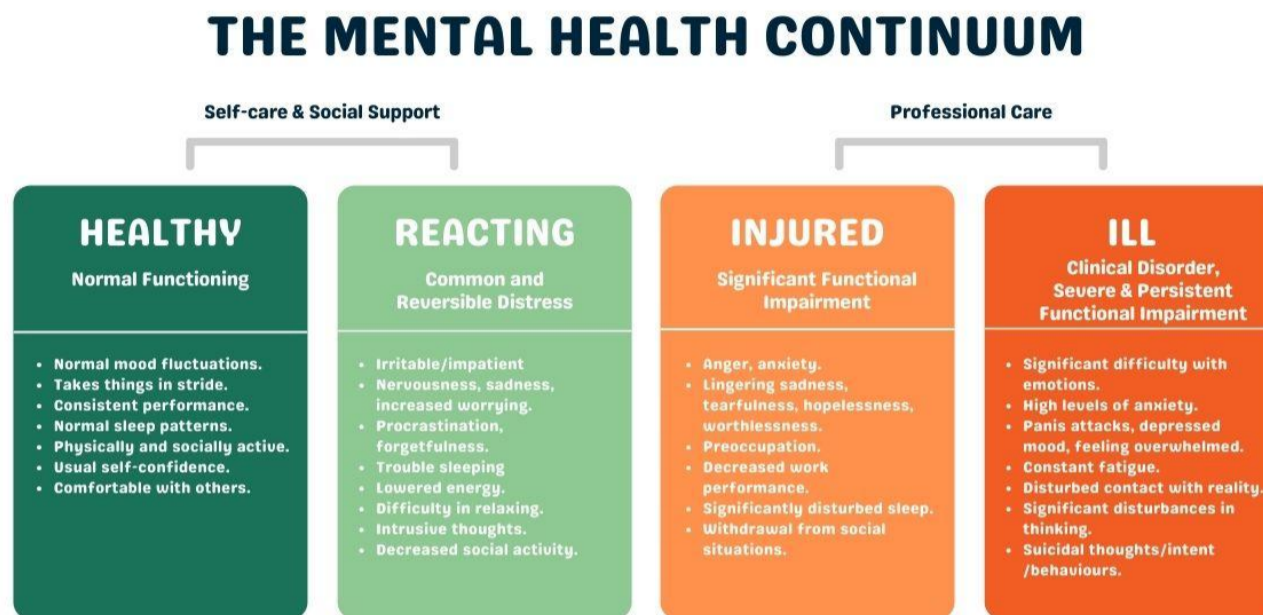 THE MENTAL HEALTH CONTINUUM
Self-care & Social Support
Professional Care
HEALTHY
Normal Functioning
• Normal mood fluctuations.
• Takes things in stride.
• Consistent performance.
• Normal sleep patterns.
• Physically and socially active.
• Usual self-confidence.
• Comfortable with others.
REACTING
Common and
Reversible Distress
• Irritable/impatient
• Nervousness, sadness,
increased worrying.
• Procrastination,
forgetfulness.
• Trouble sleeping
• Lowered energy.
• Difficulty in relaxing.
• Intrusive thoughts.
• Decreased social activity.
INJURED
Significant Functional
Impairment
• Anger, anxiety.
• Lingering sadness,
tearfulness, hopelessness,
worthlessness.
• Preoccupation.
• Decreased work
performance.
• Significantly disturbed sleep.
• Withdrawal from social
situations.
ILL
Clinical Disorder,
Severe & Persistent
Functional Impairment
• Significant difficulty with
emotions.
• High levels of anxiety.
• Panis attacks, depressed
mood, feeling overwhelmed.
• Constant fatigue.
• Disturbed contact with reality.
• Significant disturbances in
thinking.
• Suicidal thoughts/intent
/behaviours.